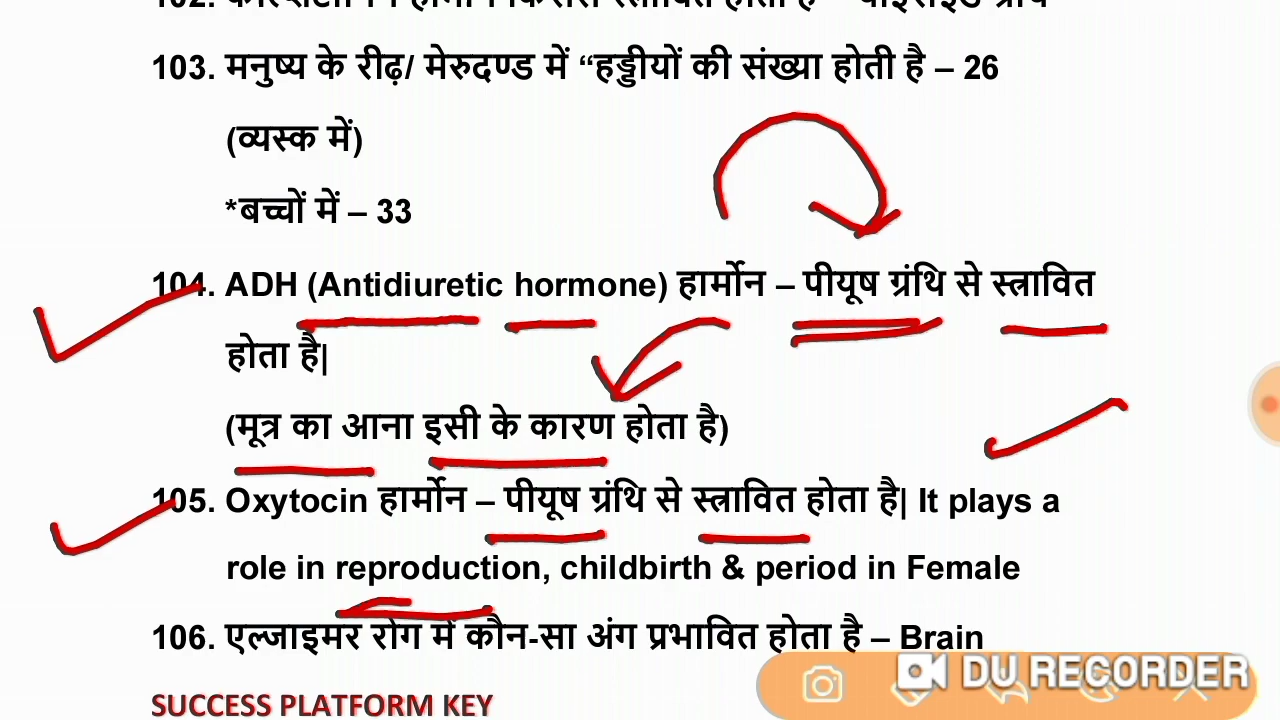 103. मनुष्य के रीढ़/ मेरुदण्ड में “हड्डीयों की संख्या होती है – 26
(व्यस्क में)
*बच्चों में – 33
104. ADH (Antidiuretic hormone) हार्मोन – पीयूष ग्रंथि से स्त्रावित
होता है|
(मूत्र का आना इसी के कारण होता है)
105. Oxytocin हार्मोन – पीयूष ग्रंथि से स्त्रावित होता है| It plays a
role in reproduction, childbirth & period in Female
106. एल्जाइमर रोग में कौन-सा अंग प्रभावित होता है – Brain
DU RECORDER
SUCCESS PLATFORM KEY